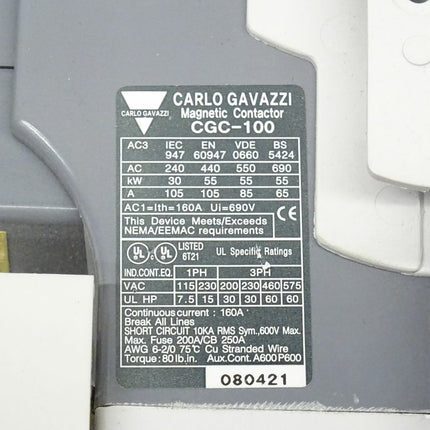 CARLO GAVAZZI
CARLO GAVAZZI
Magnetic Contactor
CGC-100
AC3 IEC EN VDE BS
947 60947 0660 5424
AC 240 440 550 690
kW 30 55 55 55
A 105 105 85 65
AC1=Ith=160A Ui=690V
This Device Meets/Exceeds
NEMA/EEMAC requirements
CE
UL UL LISTED 6T21 UL Specific Ratings
IND.CONT.EQ. 1PH 3PH
VAC 115 230 200 230 460 575
UL HP 7.5 15 30 30 60 60
Continuous current : 160A
Break All Lines
SHORT CIRCUIT 10KA RMS Sym.,600V Max.
Max. Fuse 200A/CB 250A
AWG 6-2/0 75°C Cu Stranded Wire
Torque : 80 lb.in. Aux.Cont. A600 P600
080421